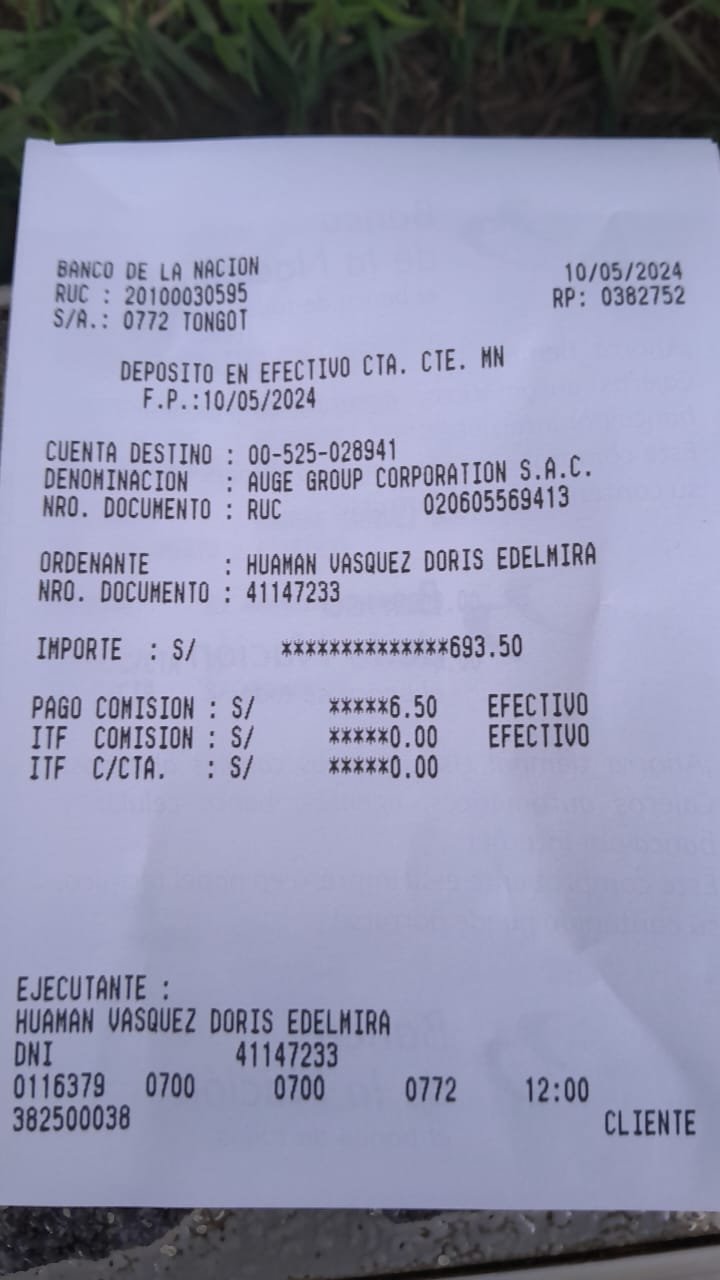 BANCO DE LA NACION 10/05/2024
RUC : 20100030595 RP: 0382752
S/A.: 0772 TONGOT
DEPOSITO EN EFECTIVO CTA. CTE. MN
F.P.:10/05/2024
CUENTA DESTINO : 00-525-028941
DENOMINACION : AUGE GROUP CORPORATION S.A.C.
NRO. DOCUMENTO : RUC 020605569413
ORDENANTE : HUAMAN VASQUEZ DORIS EDELMIRA
NRO. DOCUMENTO : 41147233
IMPORTE : S/ **************693.50
PAGO COMISION : S/ *****6.50 EFECTIVO
ITF COMISION : S/ *****0.00 EFECTIVO
ITF C/CTA. : S/ *****0.00
EJECUTANTE :
HUAMAN VASQUEZ DORIS EDELMIRA
DNI 41147233
0116379 0700 0700 0772 12:00
382500038 CLIENTE